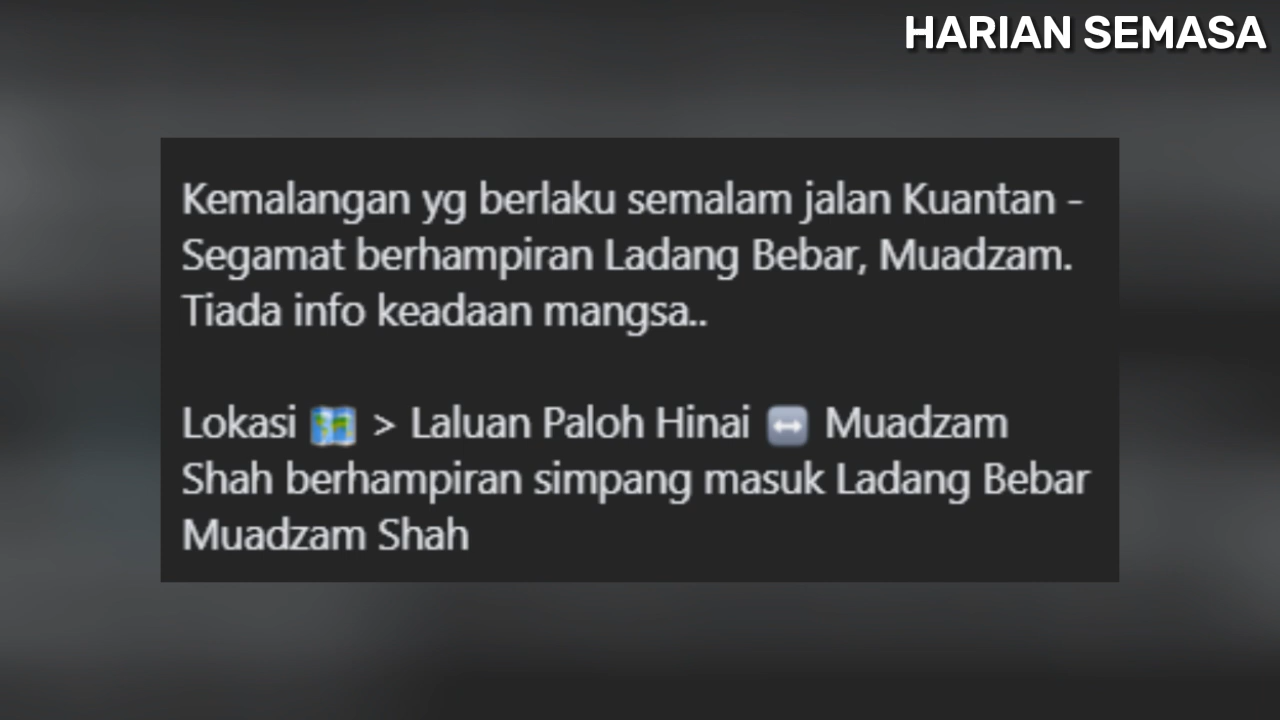 HARIAN SEMASA
Kemalangan yg berlaku semalam jalan Kuantan -
Segamat berhampiran Ladang Bebar, Muadzam.
Tiada info keadaan mangsa..
Lokasi 🗺️ > Laluan Paloh Hinai ↔️ Muadzam
Shah berhampiran simpang masuk Ladang Bebar
Muadzam Shah